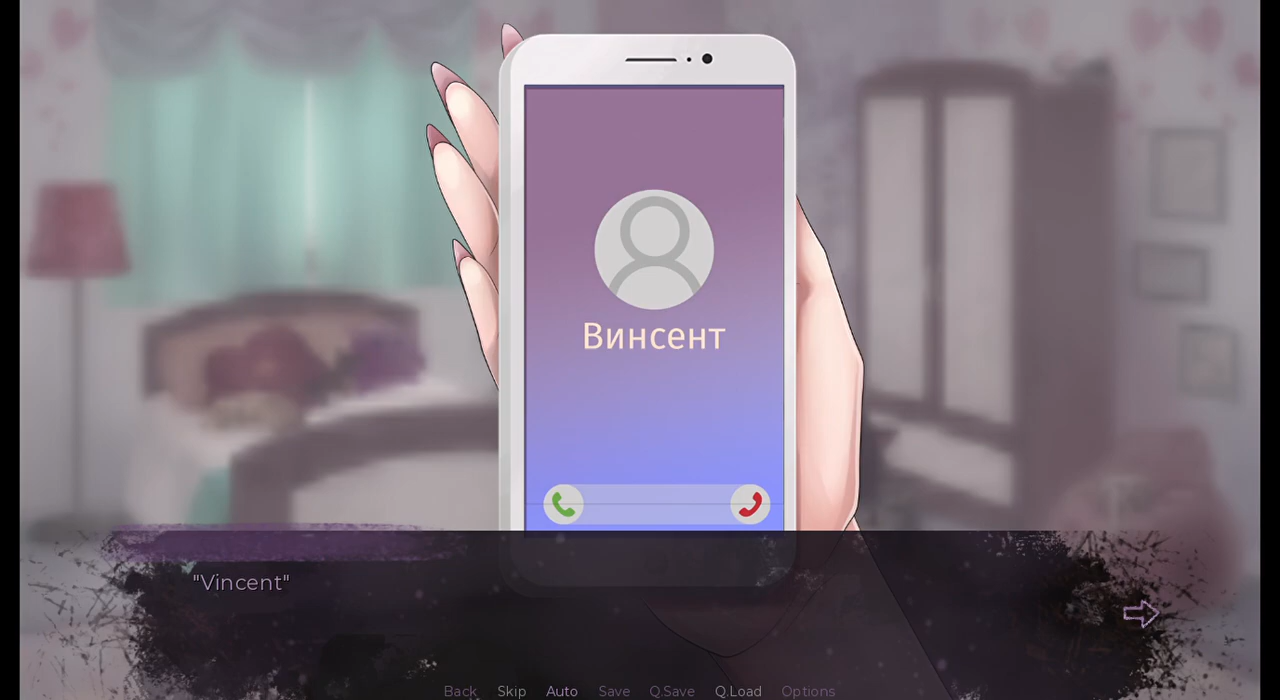 Винсент
"Vincent"
Back Skip Auto Save Q.Save Q.Load Options